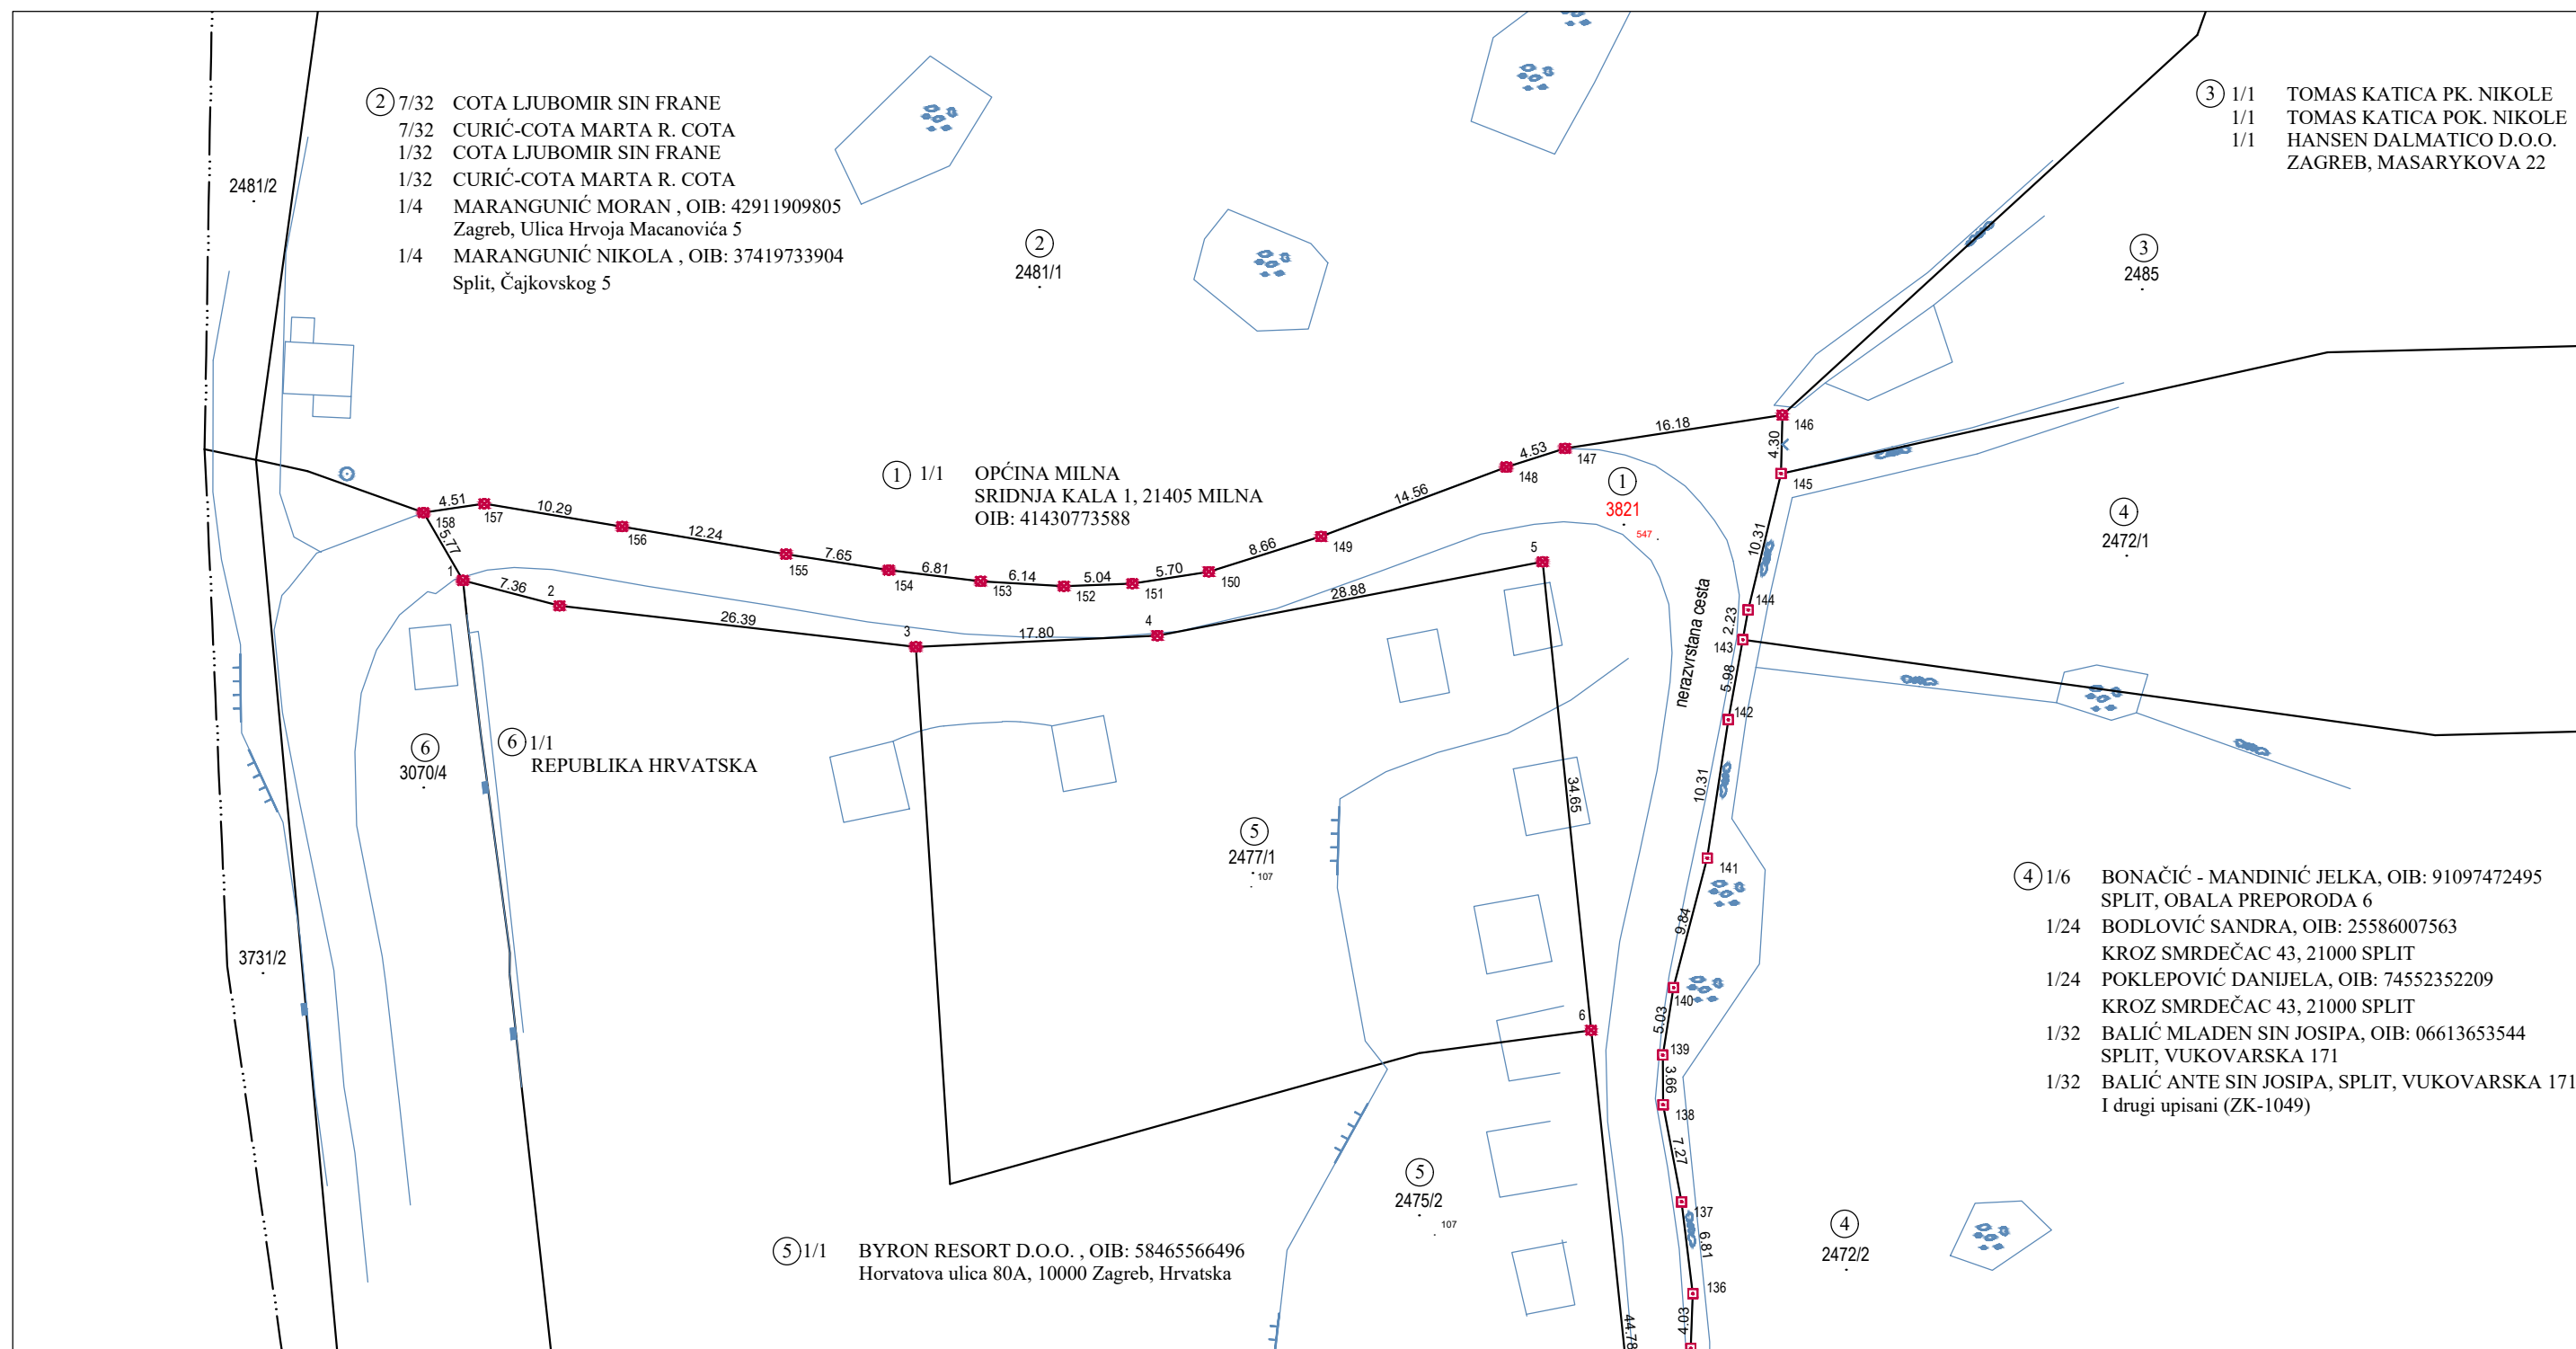 2 7/32 COTA LJUBOMIR SIN FRANE
7/32 CURIĆ-COTA MARTA R. COTA
1/32 COTA LJUBOMIR SIN FRANE
1/32 CURIĆ-COTA MARTA R. COTA
1/4 MARANGUNIĆ MORAN , OIB: 42911909805
Zagreb, Ulica Hrvoja Macanovića 5
1/4 MARANGUNIĆ NIKOLA , OIB: 37419733904
Split, Čajkovskog 5
3 1/1 TOMAS KATICA PK. NIKOLE
1/1 TOMAS KATICA POK. NIKOLE
1/1 HANSEN DALMATICO D.O.O.
ZAGREB, MASARYKOVA 22
2481/2
2
2481/1
3
2485
1 1/1 OPĆINA MILNA
SRIDNJA KALA 1, 21405 MILNA
OIB: 41430773588
1
3821
547
4
2472/1
158
4.51
157
10.29
156
12.24
155
7.65
154
6.81
153
6.14
152
5.04
151
5.70
150
8.66
149
14.56
148
4.53
147
16.18
146
4.30
145
10.31
144
2.23
143
5.98
142
10.31
141
9.84
140
5.03
139
3.66
138
7.27
137
6.81
136
4.03
5.77
1
7.36
2
26.39
3
17.80
4
28.88
5
34.65
6
44.78
nerazvrstana cesta
6
3070/4
6 1/1
REPUBLIKA HRVATSKA
3731/2
5
2477/1
107
5
2475/2
107
4 1/6 BONAČIĆ - MANDINIĆ JELKA, OIB: 91097472495
SPLIT, OBALA PREPORODA 6
1/24 BODLOVIĆ SANDRA, OIB: 25586007563
KROZ SMRDEČAC 43, 21000 SPLIT
1/24 POKLEPOVIĆ DANIJELA, OIB: 74552352209
KROZ SMRDEČAC 43, 21000 SPLIT
1/32 BALIĆ MLADEN SIN JOSIPA, OIB: 06613653544
SPLIT, VUKOVARSKA 171
1/32 BALIĆ ANTE SIN JOSIPA, SPLIT, VUKOVARSKA 171
I drugi upisani (ZK-1049)
4
2472/2
5 1/1 BYRON RESORT D.O.O. , OIB: 58465566496
Horvatova ulica 80A, 10000 Zagreb, Hrvatska